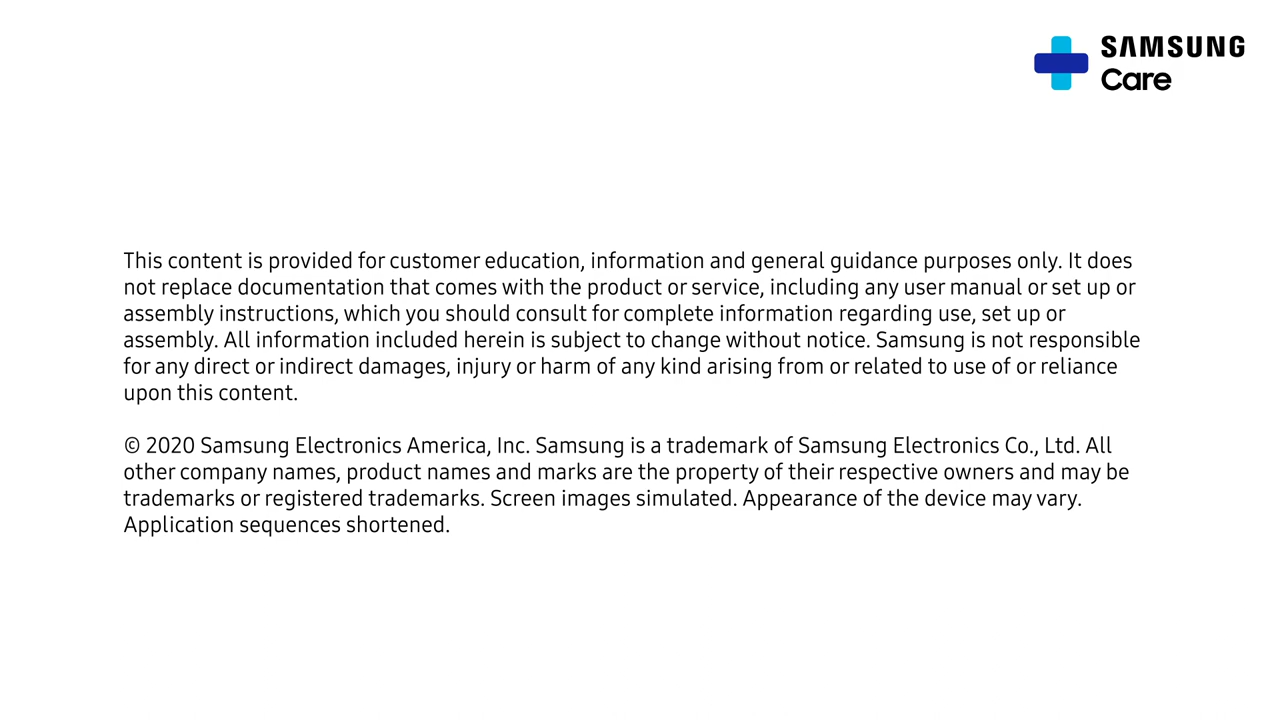 SAMSUNG
Care
This content is provided for customer education, information and general guidance purposes only. It does
not replace documentation that comes with the product or service, including any user manual or set up or
assembly instructions, which you should consult for complete information regarding use, set up or
assembly. All information included herein is subject to change without notice. Samsung is not responsible
for any direct or indirect damages, injury or harm of any kind arising from or related to use of or reliance
upon this content.
© 2020 Samsung Electronics America, Inc. Samsung is a trademark of Samsung Electronics Co., Ltd. All
other company names, product names and marks are the property of their respective owners and may be
trademarks or registered trademarks. Screen images simulated. Appearance of the device may vary.
Application sequences shortened.